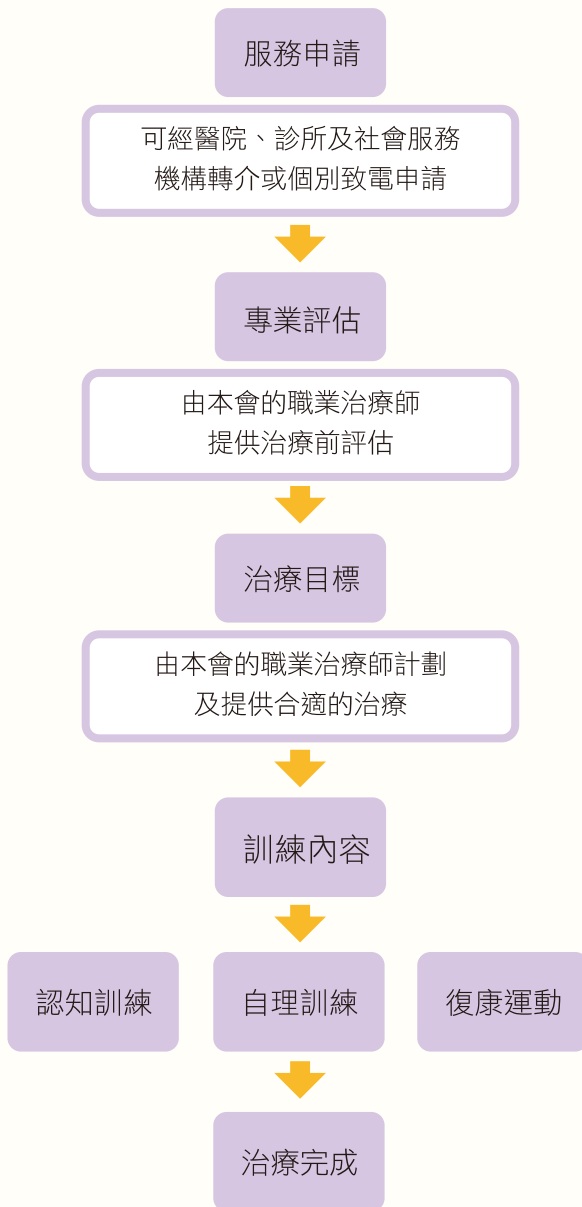 服務申請
可經醫院、診所及社會服務
機構轉介或個別致電申請
專業評估
由本會的職業治療師
提供治療前評估
治療目標
由本會的職業治療師計劃
及提供合適的治療
訓練內容
認知訓練
自理訓練
復康運動
治療完成